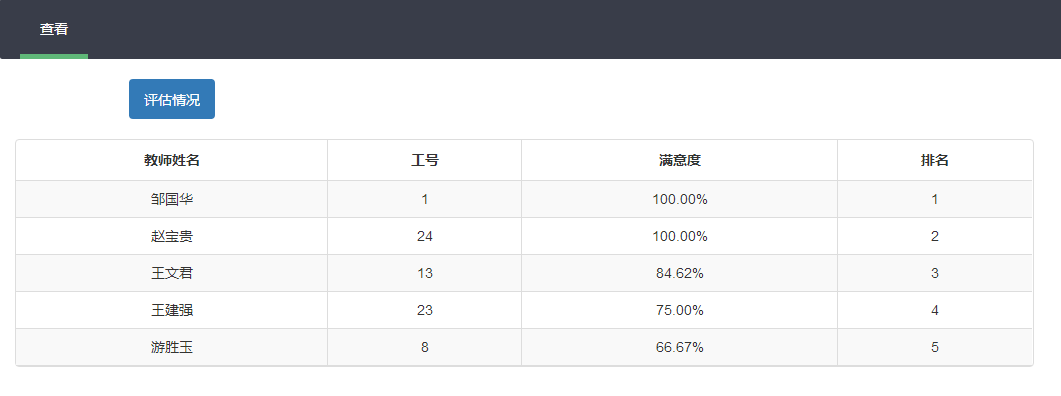 查看
评估情况
教师姓名 工号 满意度 排名
邹国华 1 100.00% 1
赵宝贵 24 100.00% 2
王文君 13 84.62% 3
王建强 23 75.00% 4
游胜玉 8 66.67% 5